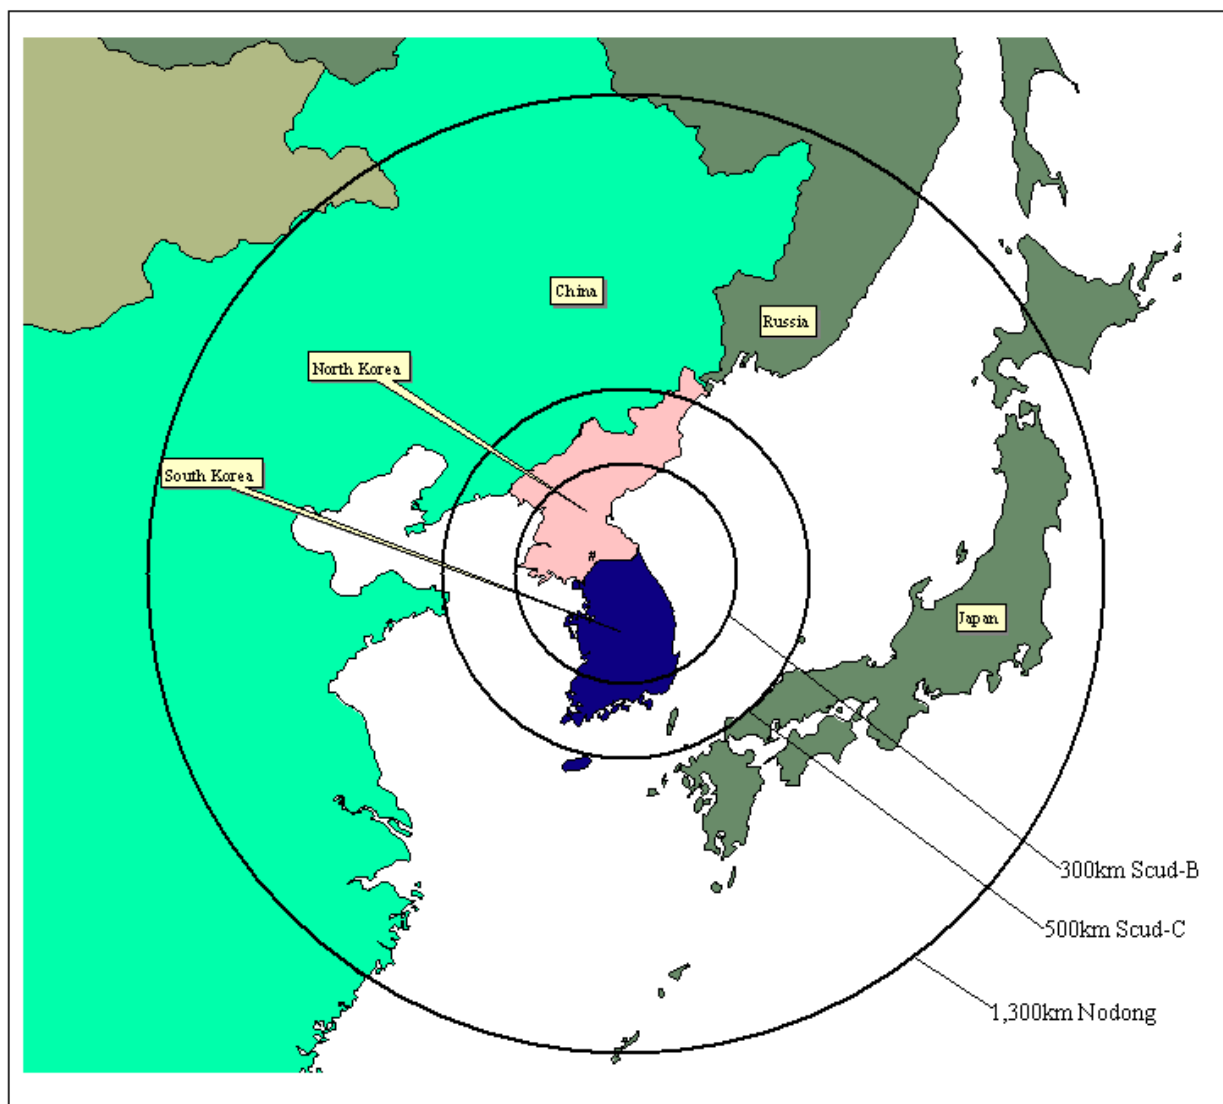 China
Russia
North Korea
South Korea
#
Japan
300km Scud-B
500km Scud-C
1,300km Nodong